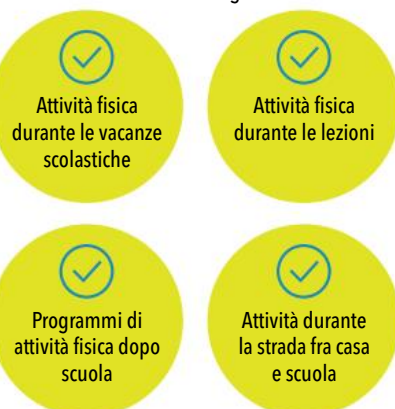 Attività fisica
durante le vacanze
scolastiche
Attività fisica
durante le lezioni
Programmi di
attività fisica dopo
scuola
Attività durante
la strada fra casa
e scuola